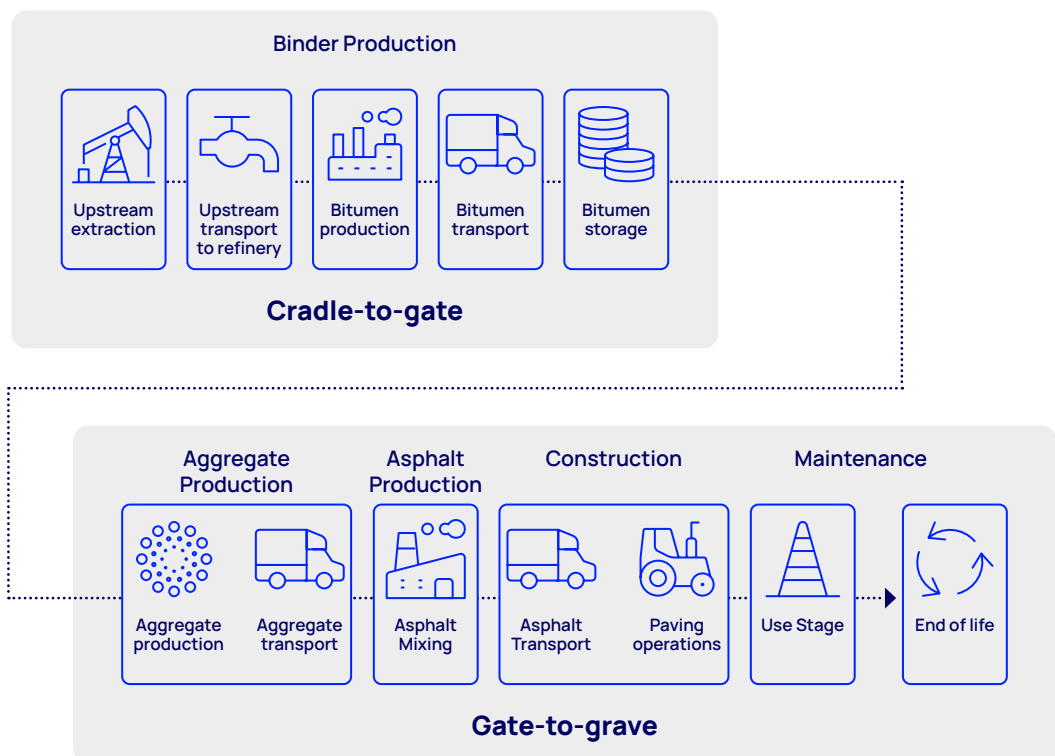 Binder Production
Upstream
extraction
Upstream
transport
to refinery
Bitumen
production
Bitumen
transport
Bitumen
storage
Cradle-to-gate
Aggregate
Production
Asphalt
Production
Construction
Maintenance
Aggregate
production
Aggregate
transport
Asphalt
Mixing
Asphalt
Transport
Paving
operations
Use Stage
End of life
Gate-to-grave